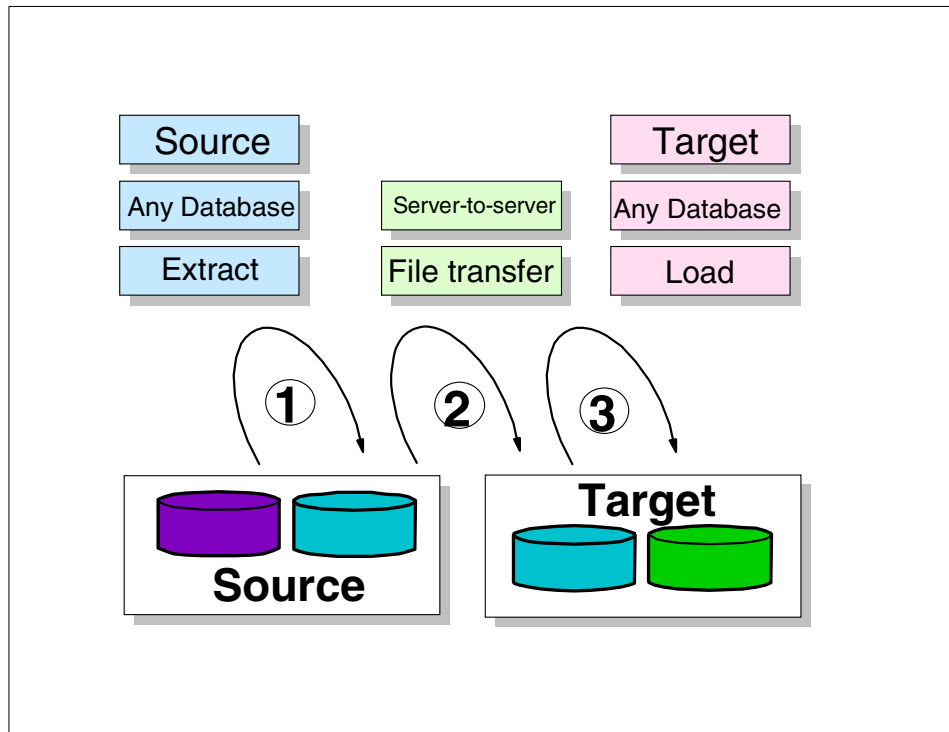 Source
Target
Any Database
Server-to-server
Any Database
Extract
File transfer
Load
1
2
3
Source
Target